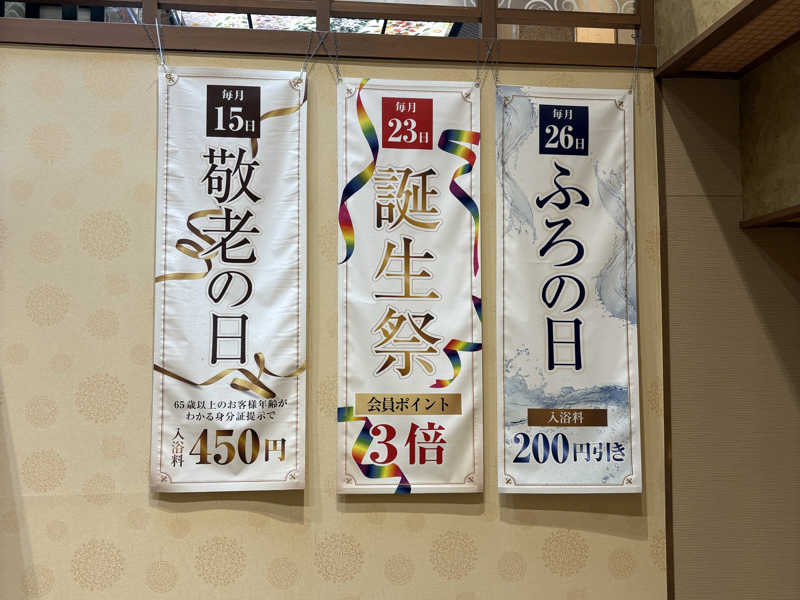 毎月
15日
敬老の日
65歳以上のお客様年齢が
わかる身分証提示で
入浴料
450円
毎月
23日
誕生祭
会員ポイント
3倍
毎月
26日
ふろの日
入浴料
200円引き